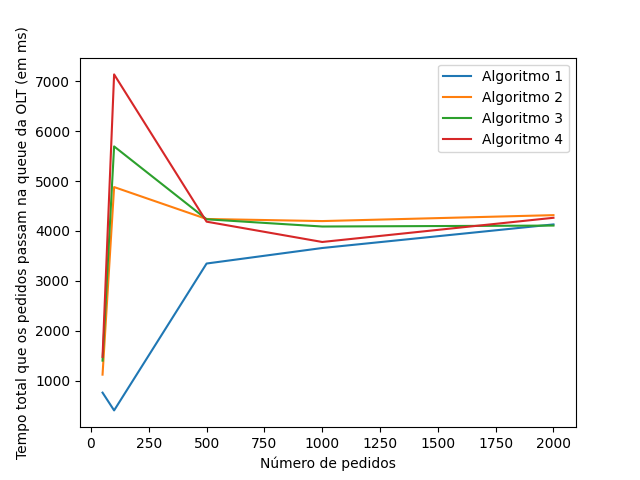 Tempo total que os pedidos passam na queue da OLT (em ms)
7000
6000
5000
4000
3000
2000
1000
Algoritmo 1
Algoritmo 2
Algoritmo 3
Algoritmo 4
0 250 500 750 1000 1250 1500 1750 2000
Número de pedidos